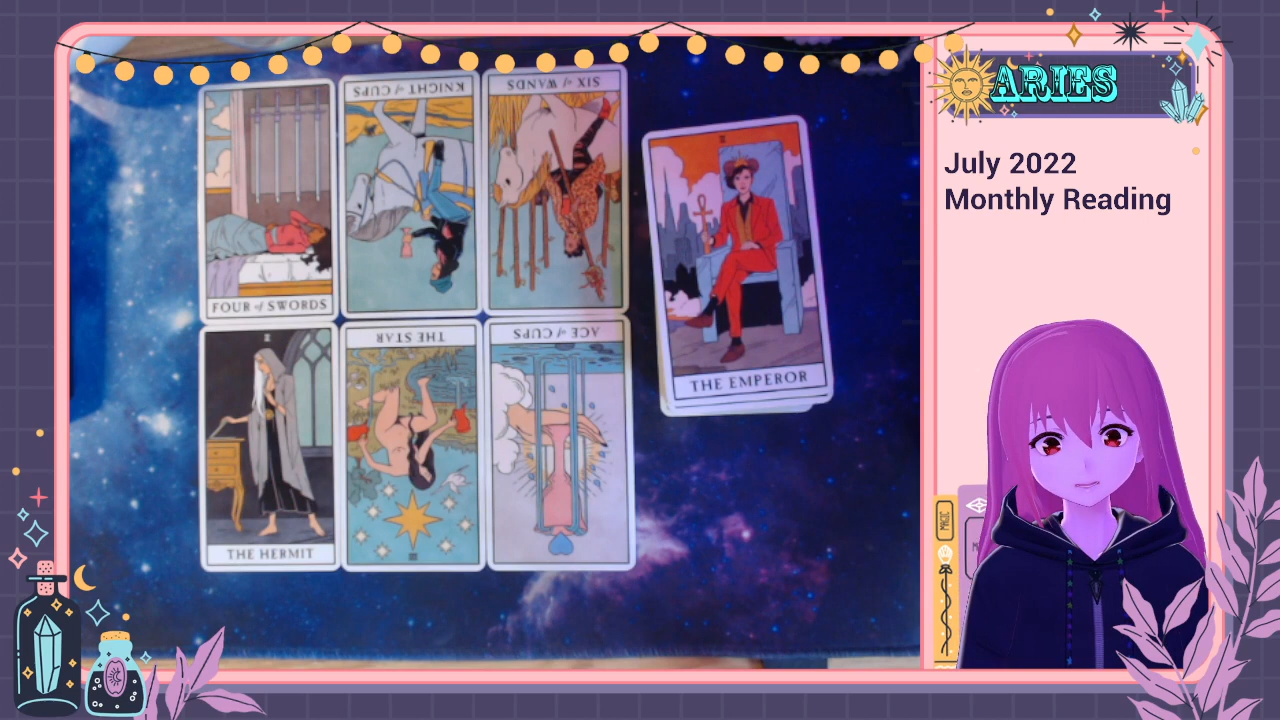 ARIES
July 2022
Monthly Reading
KNIGHT of CUPS
SIX of WANDS
FOUR of SWORDS
THE EMPEROR
THE STAR
ACE of CUPS
THE HERMIT
MAGIC